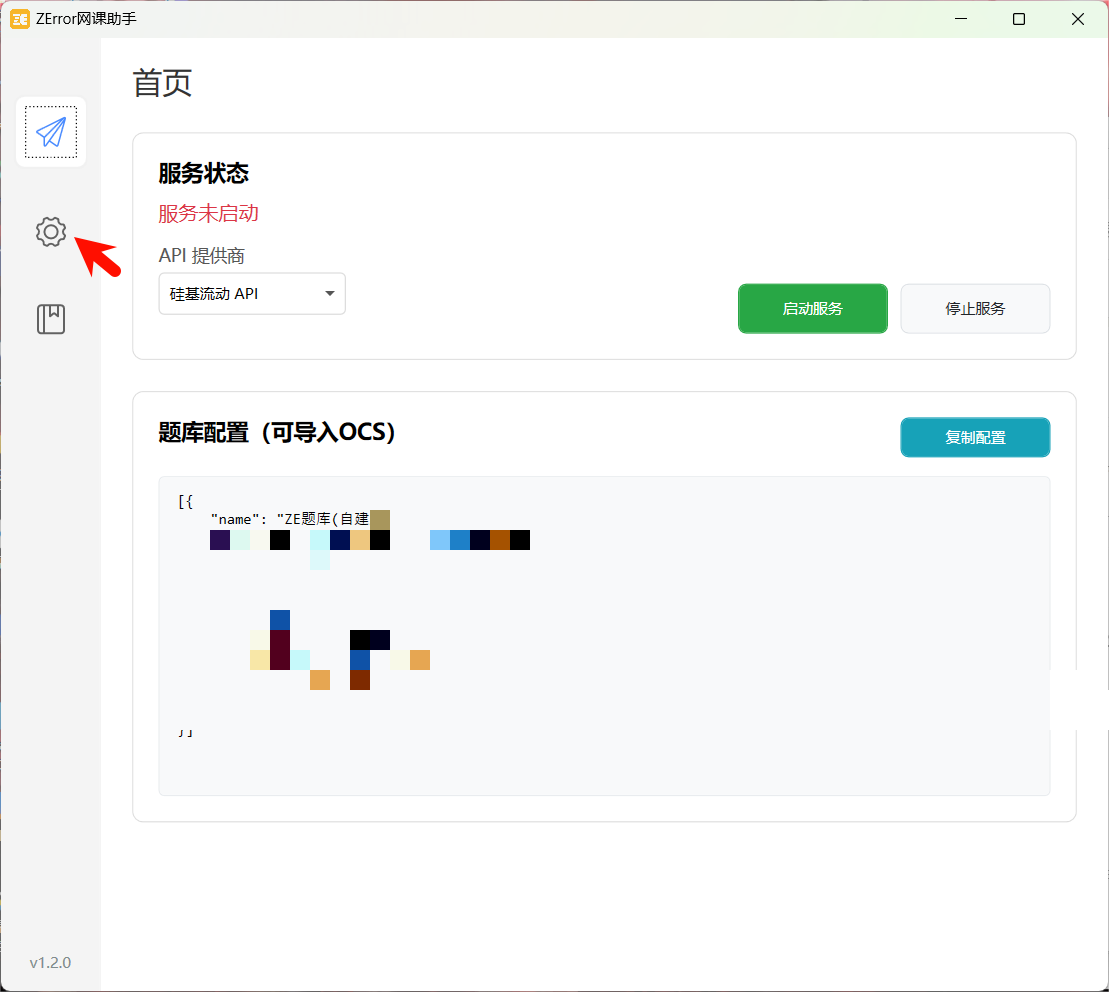 ZError网课助手
首页
服务状态
服务未启动
API 提供商
硅基流动 API
启动服务
停止服务
题库配置（可导入OCS）
复制配置
[{
"name": "ZE题库(自建
}]
v1.2.0